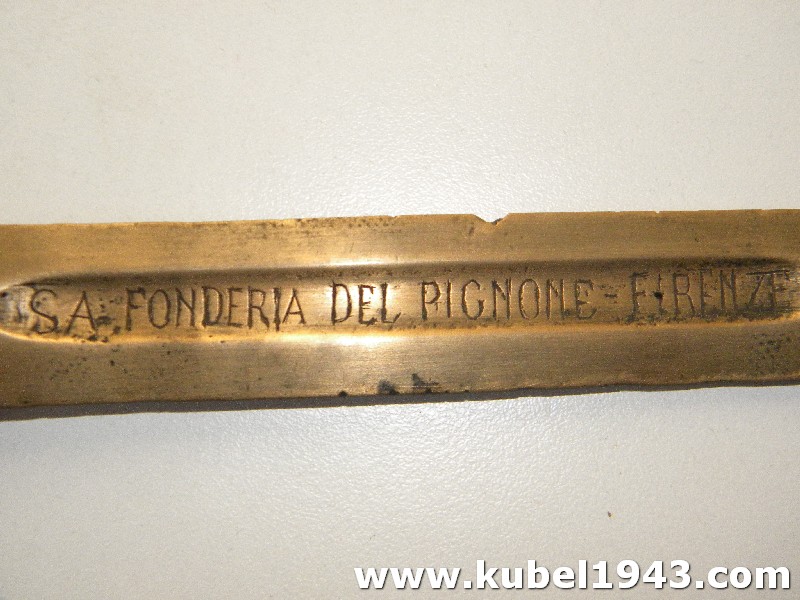 S.A. FONDERIA DEL PIGNONE - FIRENZE
www.kubel1943.com